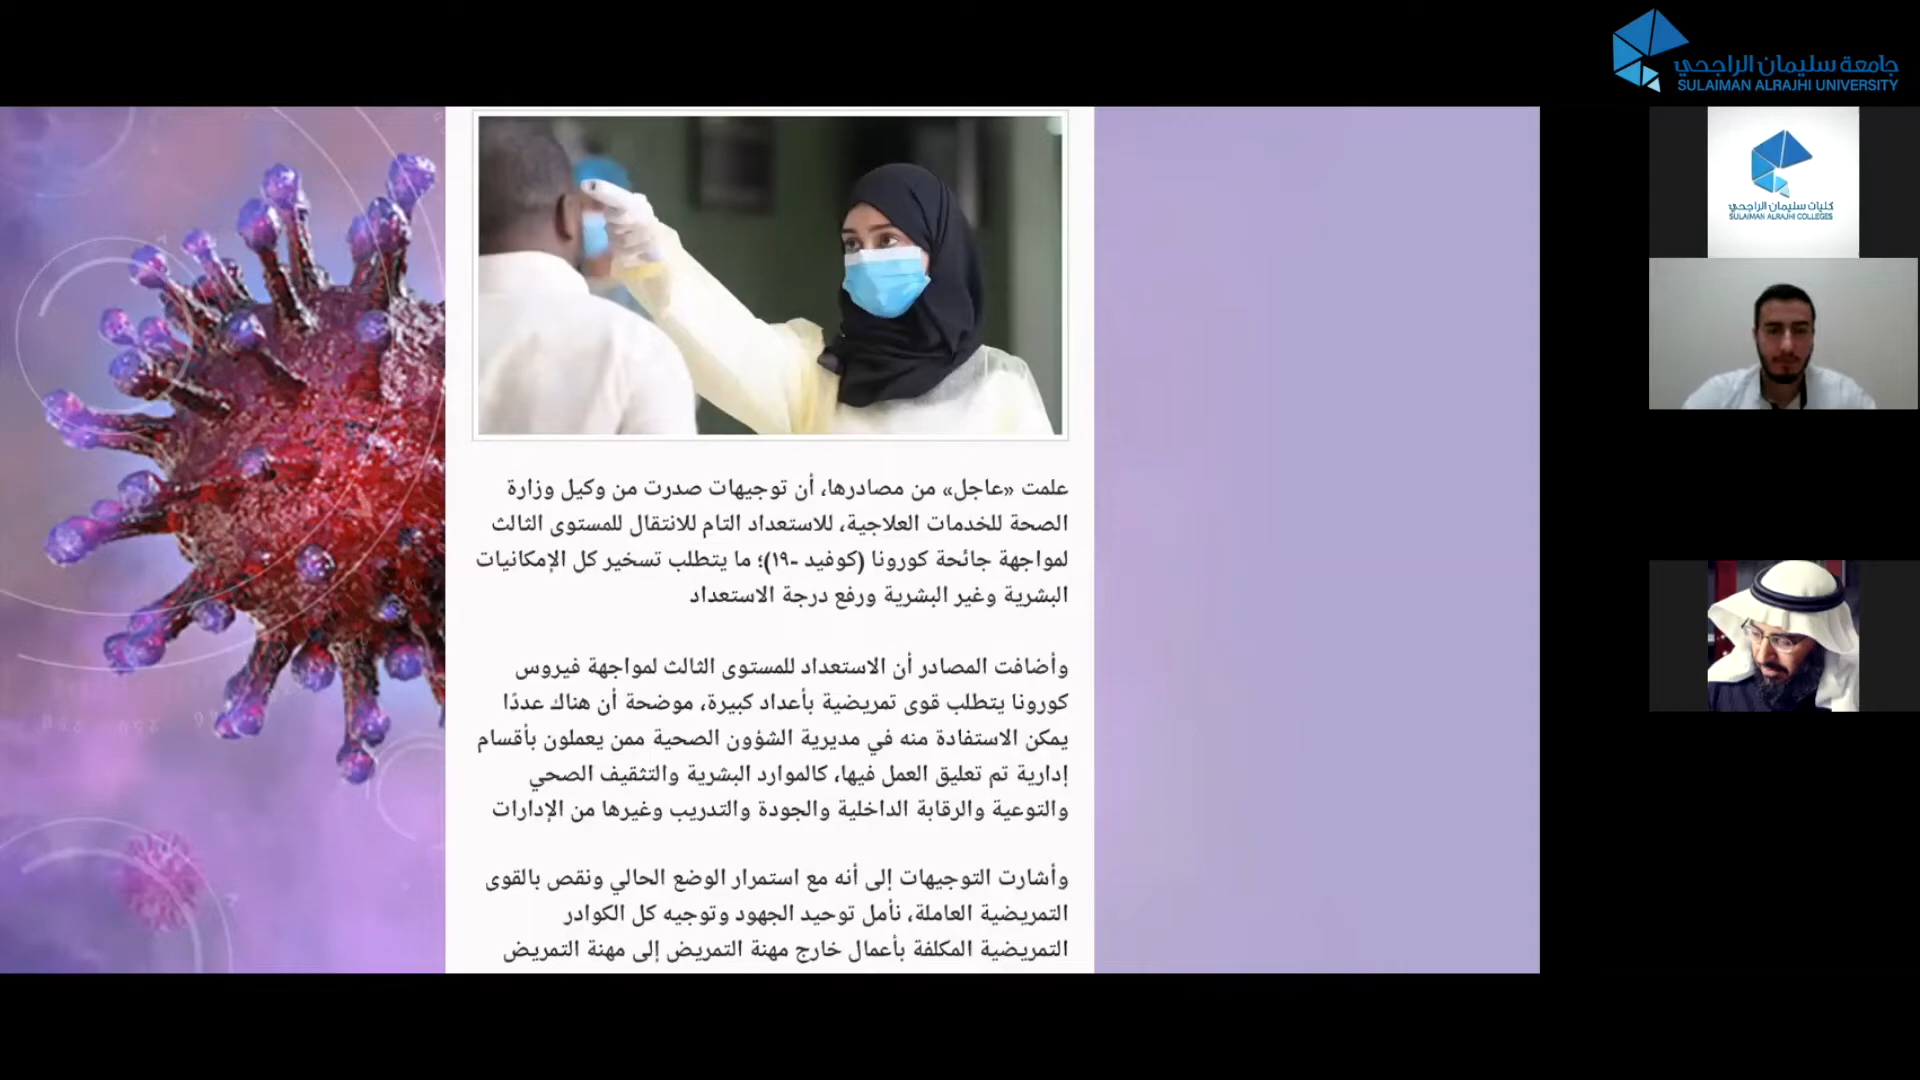 جامعة سليمان الراجحي
SULAIMAN ALRAJHI UNIVERSITY
كليات سليمان الراجحي
SULAIMAN ALRAJHI COLLEGES
علمت «عاجل» من مصادرها، أن توجيهات صدرت من وكيل وزارة
الصحة للخدمات العلاجية، للاستعداد التام للانتقال للمستوى الثالث
لمواجهة جائحة كورونا (كوفيد -١٩)؛ ما يتطلب تسخير كل الإمكانيات
البشرية وغير البشرية ورفع درجة الاستعداد
وأضافت المصادر أن الاستعداد للمستوى الثالث لمواجهة فيروس
كورونا يتطلب قوى تمريضية بأعداد كبيرة، موضحة أن هناك عددًا
يمكن الاستفادة منه في مديرية الشؤون الصحية ممن يعملون بأقسام
إدارية تم تعليق العمل فيها، كالموارد البشرية والتثقيف الصحي
والتوعية والرقابة الداخلية والجودة والتدريب وغيرها من الإدارات
وأشارت التوجيهات إلى أنه مع استمرار الوضع الحالي ونقص بالقوى
التمريضية العاملة، نأمل توحيد الجهود وتوجيه كل الكوادر
التمريضية المكلفة بأعمال خارج مهنة التمريض إلى مهنة التمريض